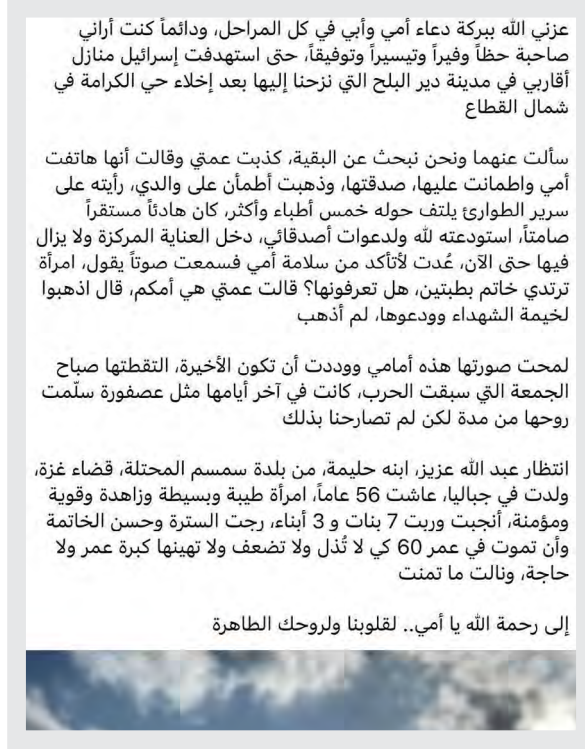 عزني الله ببركة دعاء أمي وأبي في كل المراحل، ودائماً كنت أراني
صاحبة حظاً وفيراً وتيسيراً وتوفيقاً، حتى استهدفت إسرائيل منازل
أقاربي في مدينة دير البلح التي نزحنا إليها بعد إخلاء حي الكرامة في
شمال القطاع
سألت عنهما ونحن نبحث عن البقية، كذبت عمتي وقالت أنها هاتفت
أمي واطمانت عليها، صدقتها، وذهبت أطمأن على والدي، رأيته على
سرير الطوارئ يلتف حوله خمس أطباء وأكثر، كان هادئاً مستقراً
صامتاً، استودعته لله ولدعوات أصدقائي، دخل العناية المركزة ولا يزال
فيها حتى الآن، عُدت لأتأكد من سلامة أمي فسمعت صوتاً يقول، امرأة
ترتدي خاتم بطبتين، هل تعرفونها؟ قالت عمتي هي أمكم، قال اذهبوا
لخيمة الشهداء وودعوها، لم أذهب
لمحت صورتها هذه أمامي ووددت أن تكون الأخيرة، التقطتها صباح
الجمعة التي سبقت الحرب، كانت في آخر أيامها مثل عصفورة سلّمت
روحها من مدة لكن لم تصارحنا بذلك
انتظار عبد الله عزيز، ابنه حليمة، من بلدة سمسم المحتلة، قضاء غزة،
ولدت في جباليا، عاشت 56 عاماً، امرأة طيبة وبسيطة وزاهدة وقوية
ومؤمنة، أنجبت وربت 7 بنات و 3 أبناء، رجت السترة وحسن الخاتمة
وأن تموت في عمر 60 كي لا تُذل ولا تضعف ولا تهينها كبرة عمر ولا
حاجة، ونالت ما تمنت
إلى رحمة الله يا أمي.. لقلوبنا ولروحك الطاهرة